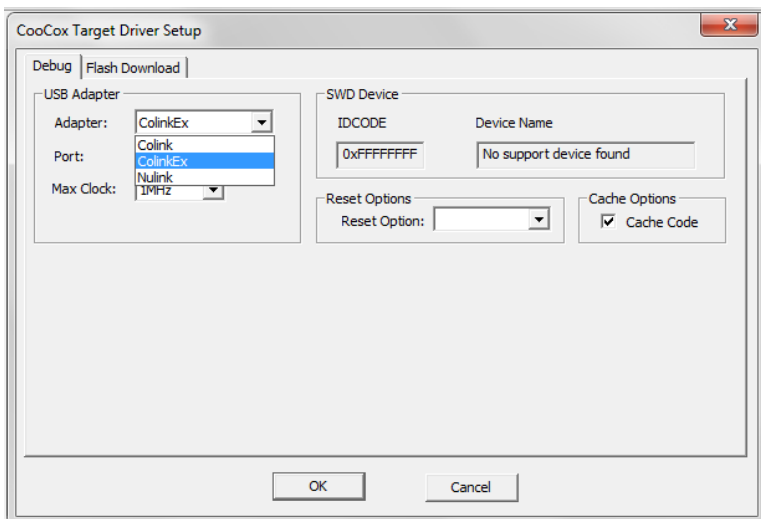 CooCox Target Driver Setup
Debug
Flash Download
USB Adapter
Adapter:
ColinkEx
Colink
ColinkEx
Nulink
Port:
Max Clock:
1MHz
SWD Device
IDCODE
Device Name
0xFFFFFFFF
No support device found
Reset Options
Reset Option:
Cache Options
Cache Code
OK
Cancel